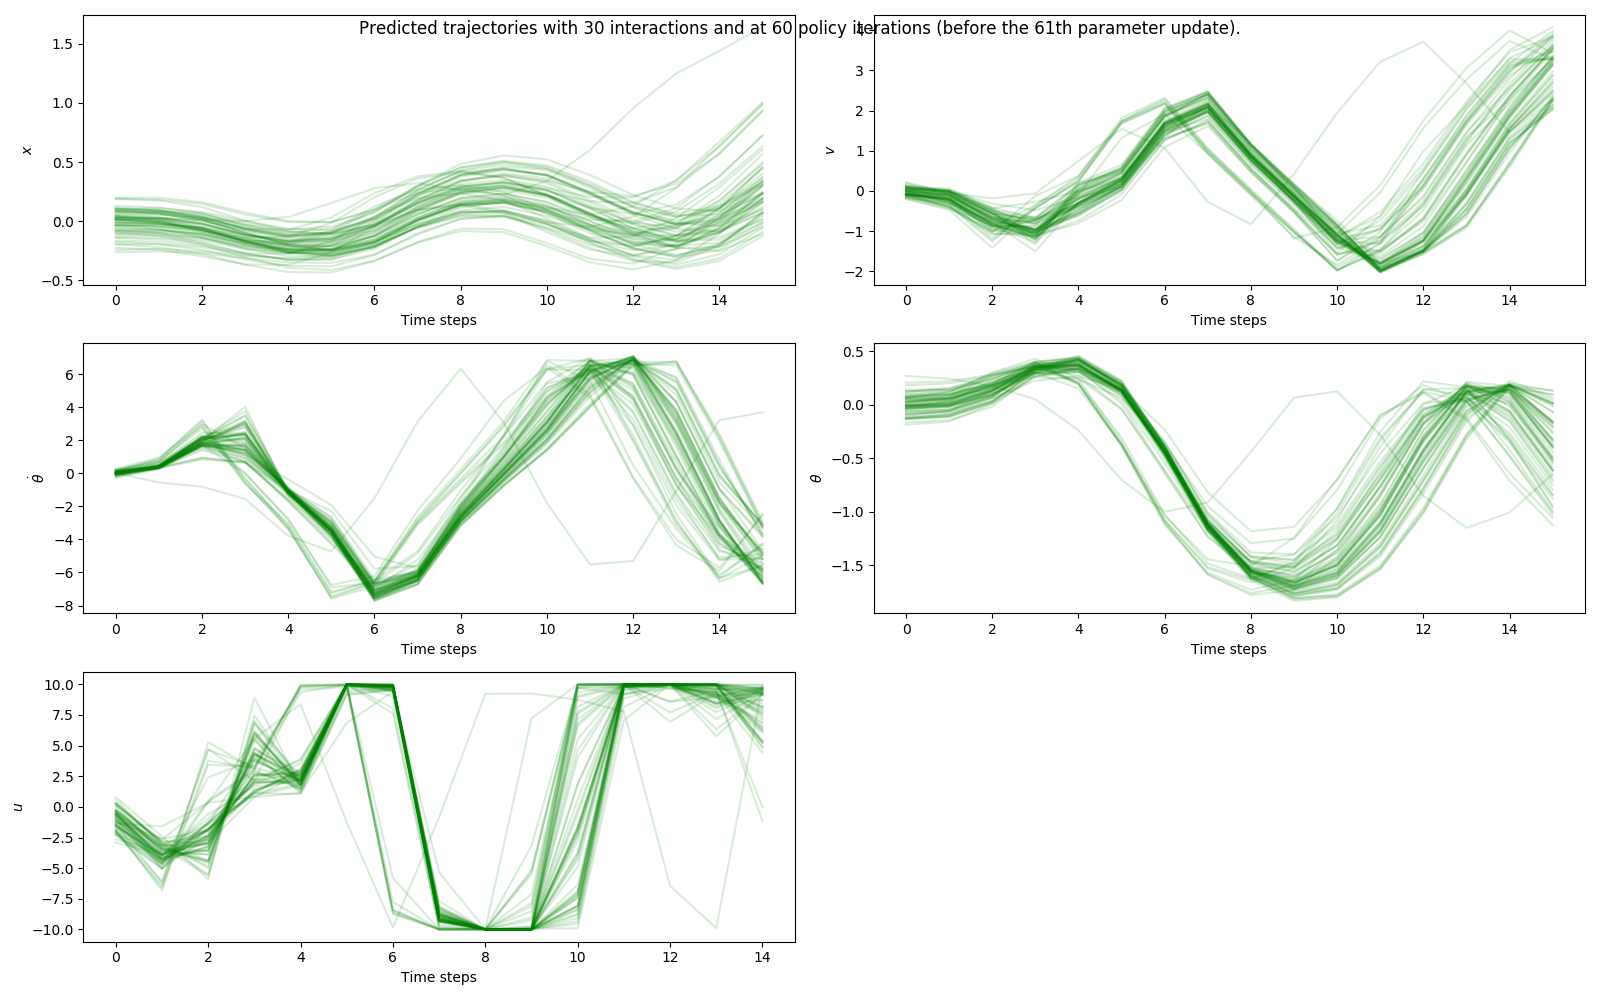 Predicted trajectories with 30 interactions and at 60 policy iterations (before the 61th parameter update).
1.5
1.0
0.5
0.0
−0.5
x
0 2 4 6 8 10 12 14
Time steps
4
3
2
1
0
−1
−2
v
0 2 4 6 8 10 12 14
Time steps
6
4
2
0
−2
−4
−6
−8
θ̇
0 2 4 6 8 10 12 14
Time steps
0.5
0.0
−0.5
−1.0
−1.5
θ
0 2 4 6 8 10 12 14
Time steps
10.0
7.5
5.0
2.5
0.0
−2.5
−5.0
−7.5
−10.0
u
0 2 4 6 8 10 12 14
Time steps